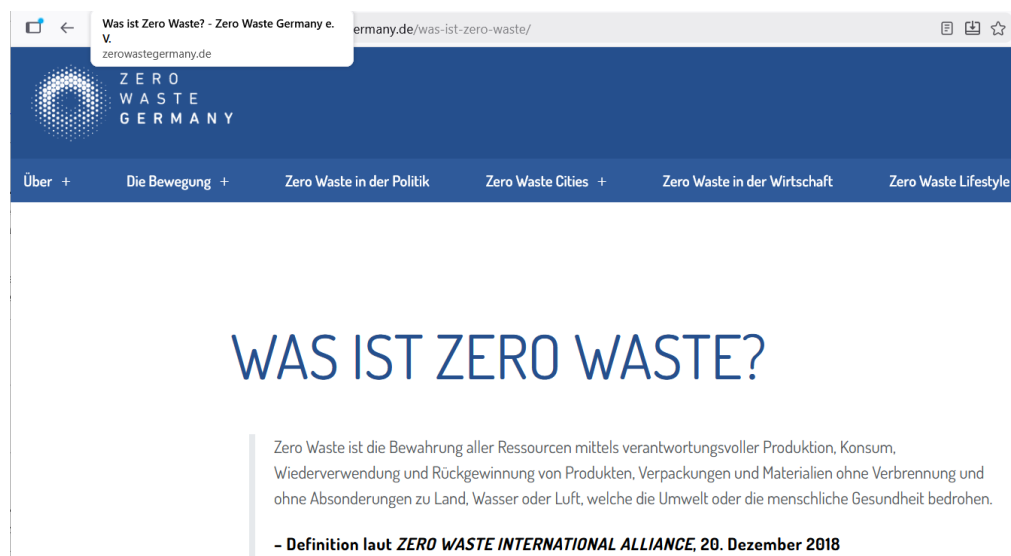 Was ist Zero Waste? - Zero Waste Germany e.
V.
zerowastegermany.de
ermany.de/was-ist-zero-waste/
ZERO
WASTE
GERMANY
Über +
Die Bewegung +
Zero Waste in der Politik
Zero Waste Cities +
Zero Waste in der Wirtschaft
Zero Waste Lifestyle
WAS IST ZERO WASTE?
Zero Waste ist die Bewahrung aller Ressourcen mittels verantwortungsvoller Produktion, Konsum,
Wiederverwendung und Rückgewinnung von Produkten, Verpackungen und Materialien ohne Verbrennung und
ohne Absonderungen zu Land, Wasser oder Luft, welche die Umwelt oder die menschliche Gesundheit bedrohen.
– Definition laut ZERO WASTE INTERNATIONAL ALLIANCE, 20. Dezember 2018